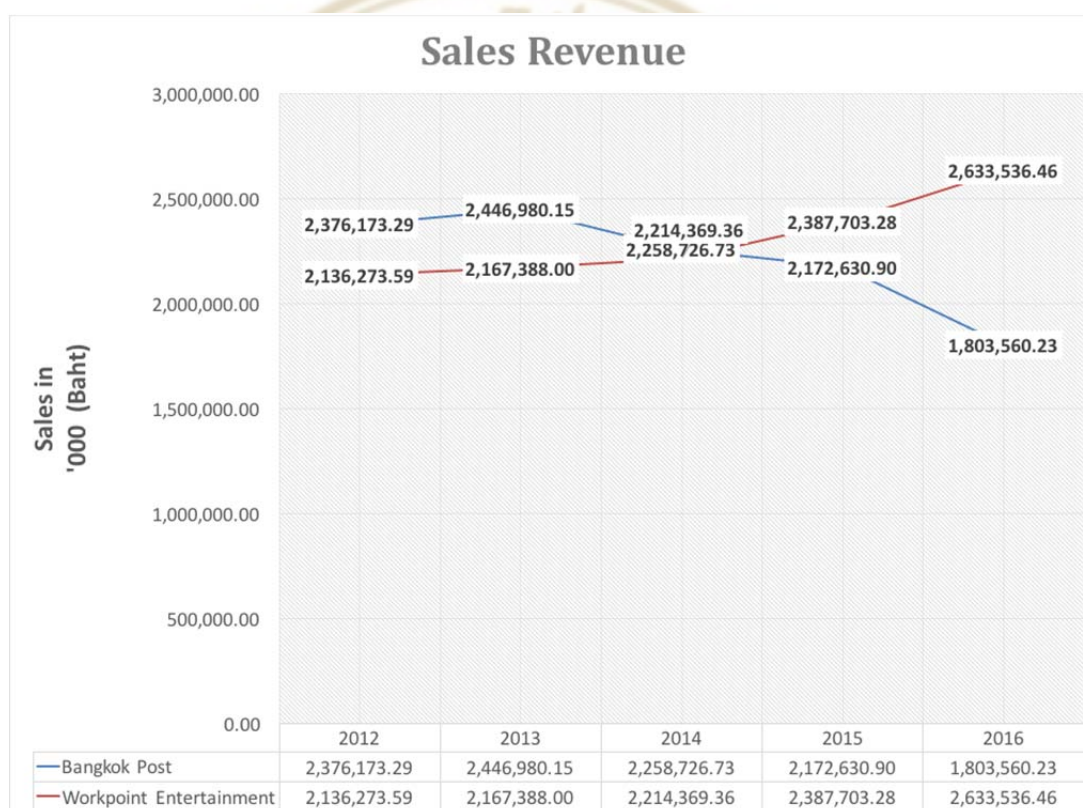 Sales Revenue
3,000,000.00
2,500,000.00
2,000,000.00
1,500,000.00
1,000,000.00
500,000.00
0.00
Sales in
'000 (Baht)
2,376,173.29
2,446,980.15
2,214,369.36
2,258,726.73
2,387,703.28
2,172,630.90
2,633,536.46
1,803,560.23
2,136,273.59
2,167,388.00
2012 2013 2014 2015 2016
Bangkok Post 2,376,173.29 2,446,980.15 2,258,726.73 2,172,630.90 1,803,560.23
Workpoint Entertainment 2,136,273.59 2,167,388.00 2,214,369.36 2,387,703.28 2,633,536.46